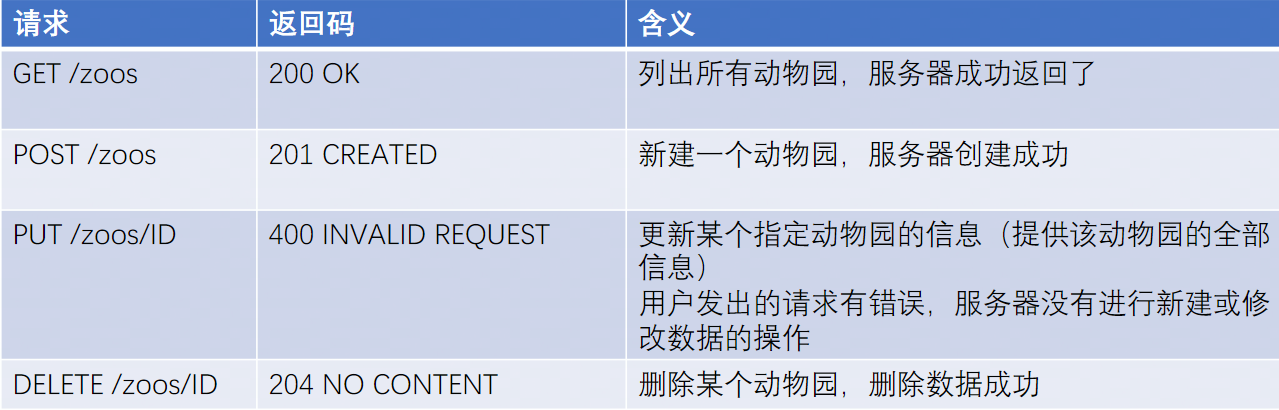 请求 返回码 含义
GET /zoos 200 OK 列出所有动物园，服务器成功返回了
POST /zoos 201 CREATED 新建一个动物园，服务器创建成功
PUT /zoos/ID 400 INVALID REQUEST 更新某个指定动物园的信息（提供该动物园的全部
信息）
用户发出的请求有错误，服务器没有进行新建或修
改数据的操作
DELETE /zoos/ID 204 NO CONTENT 删除某个动物园，删除数据成功